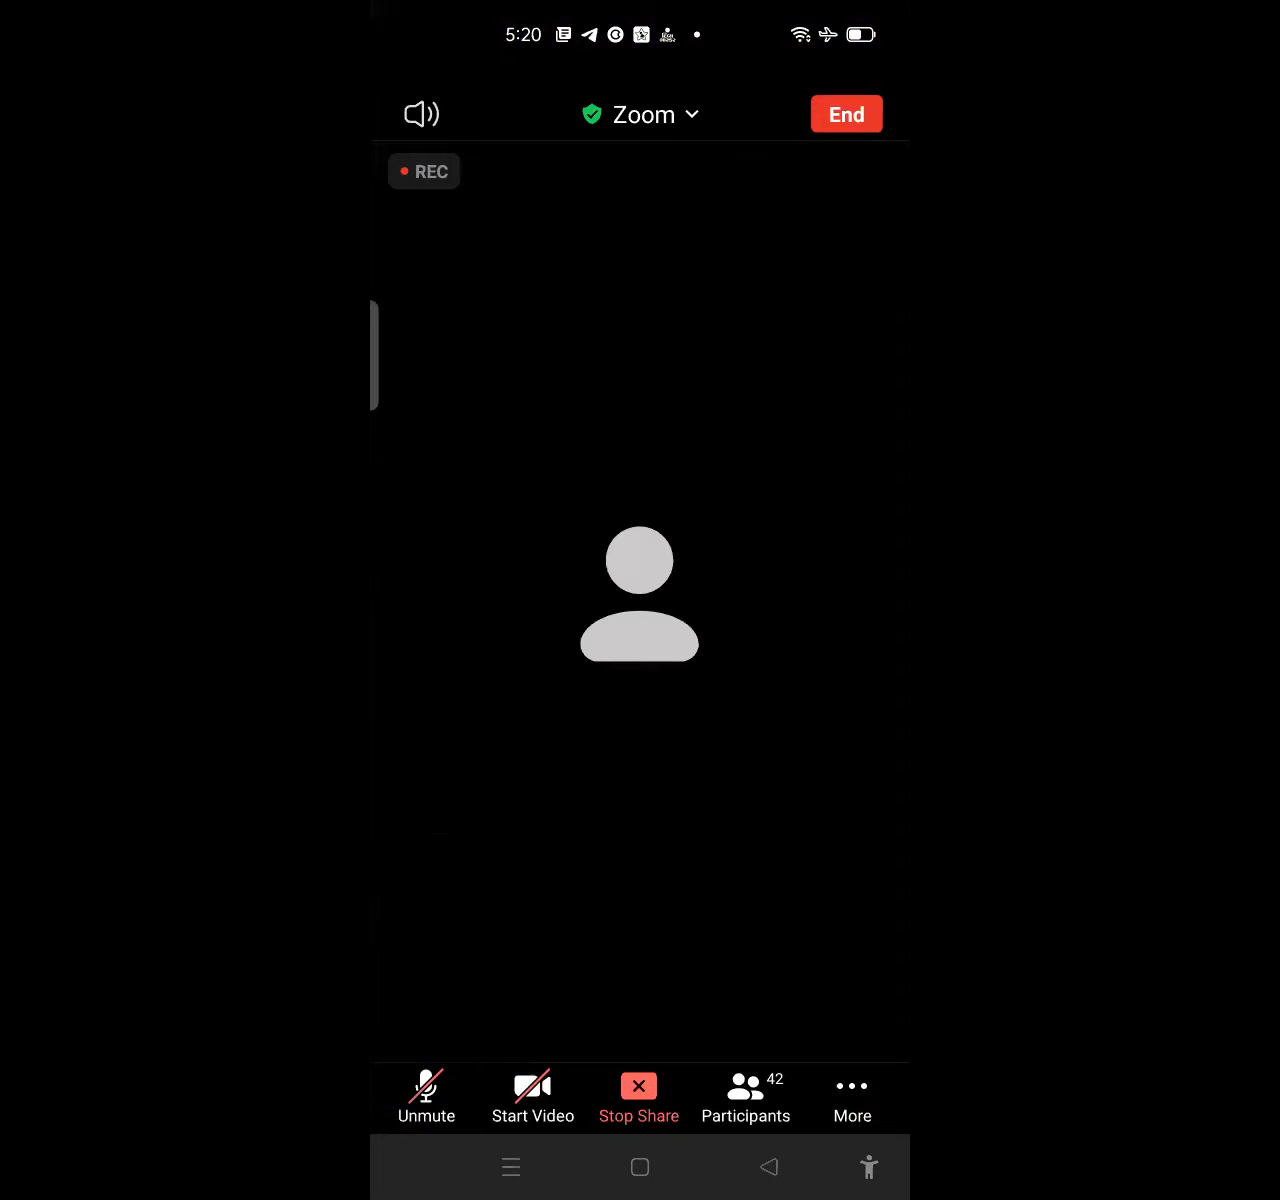 5:20
Zoom
End
REC
42
Unmute
Start Video
Stop Share
Participants
More